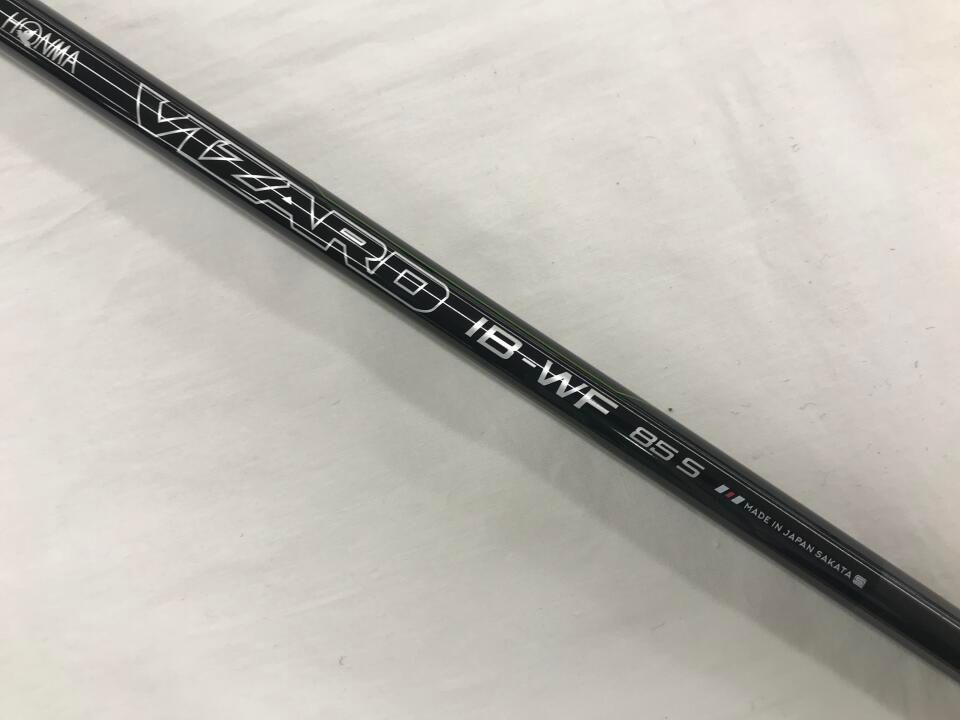 HONMA
VIZARD
IB-WF
85 S
MADE IN JAPAN SAKATA